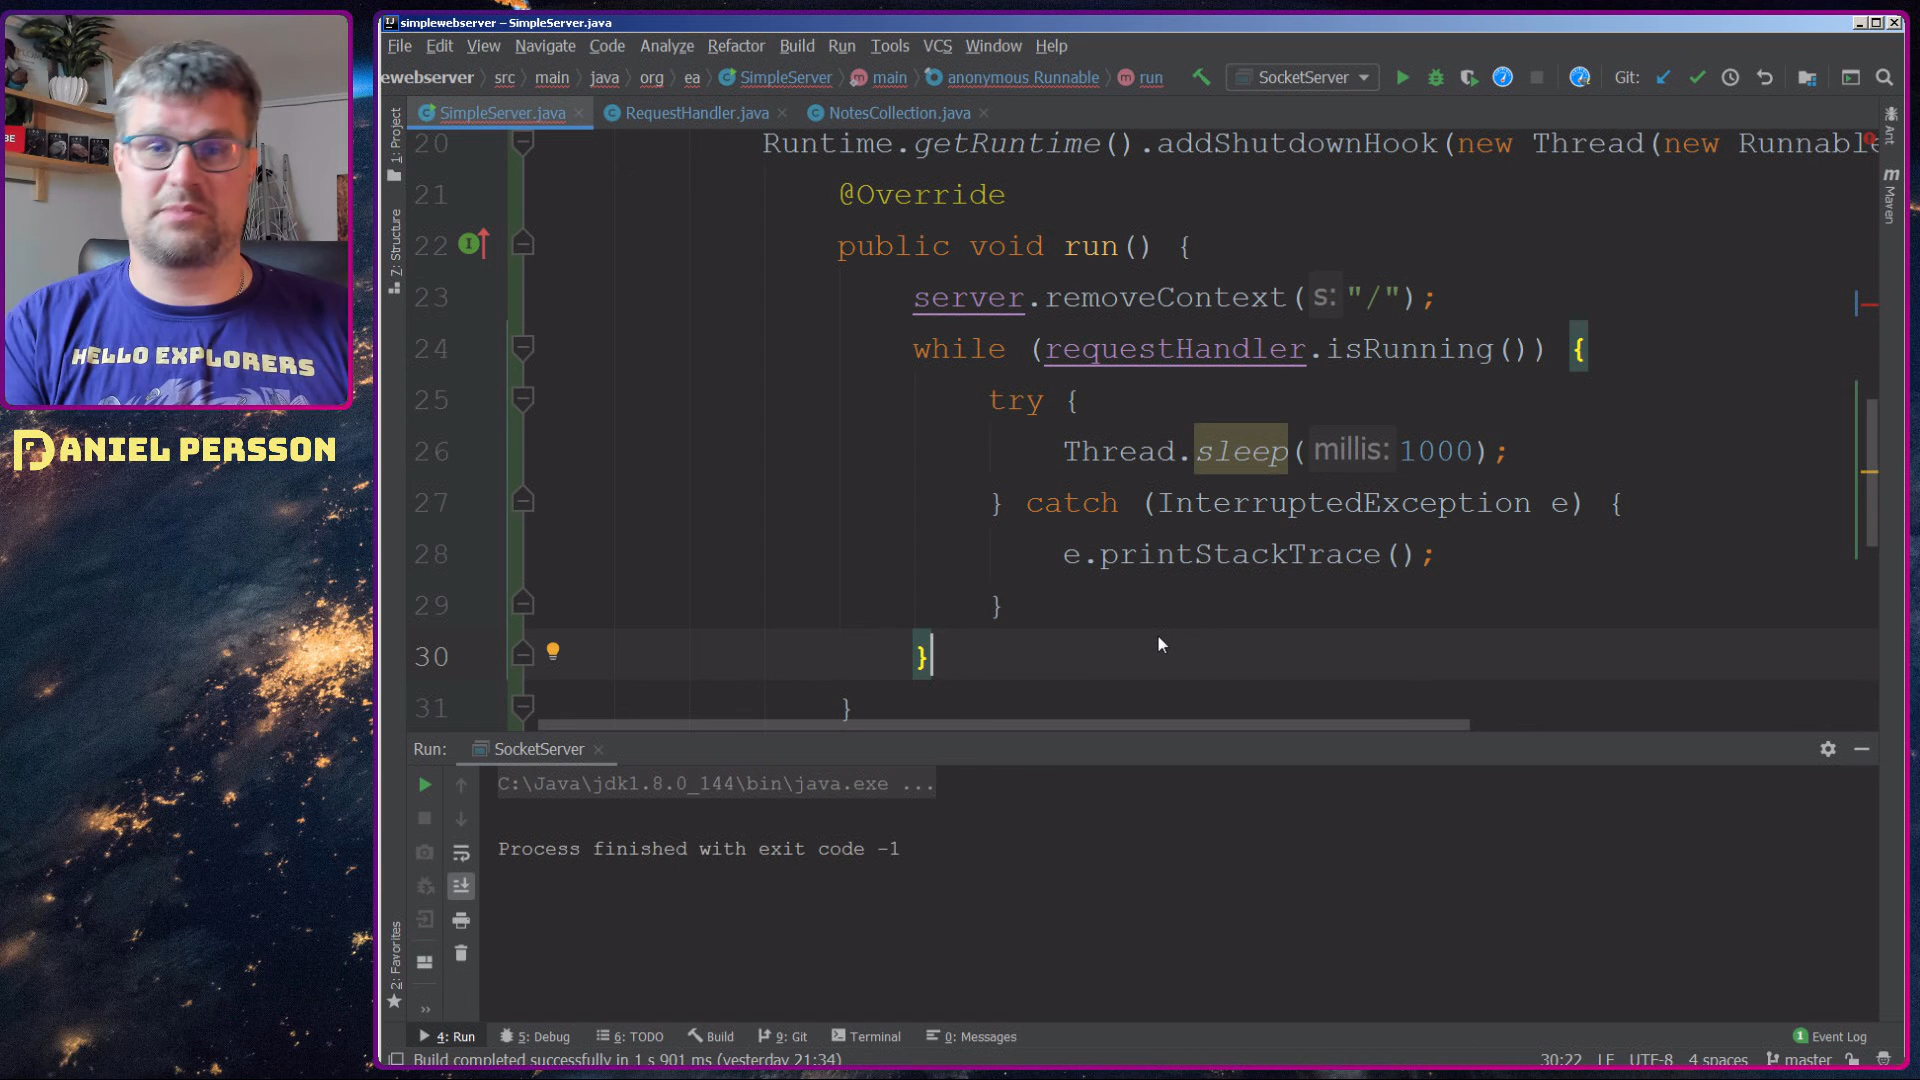 simplewebserver – SimpleServer.java
File Edit View Navigate Code Analyze Refactor Build Run Tools VCS Window Help
ewebserver src main java org ea SimpleServer main anonymous Runnable run SocketServer Git:
SimpleServer.java RequestHandler.java NotesCollection.java
20 Runtime.getRuntime().addShutdownHook(new Thread(new Runnable
21 @Override
22 public void run() {
23 server.removeContext( s: "/");
24 while (requestHandler.isRunning()) {
25 try {
26 Thread.sleep( millis: 1000);
27 } catch (InterruptedException e) {
28 e.printStackTrace();
29 }
30 }
31 }
1: Project
7: Structure
2: Favorites
Ant
Maven
HELLO EXPLORERS
DANIEL PERSSON
Run: SocketServer
C:\Java\jdk1.8.0_144\bin\java.exe ...
Process finished with exit code -1
4: Run 5: Debug 6: TODO Build 9: Git Terminal 0: Messages 1 Event Log
Build completed successfully in 1 s 901 ms (yesterday 21:34) 30:22 LF UTF-8 4 spaces master